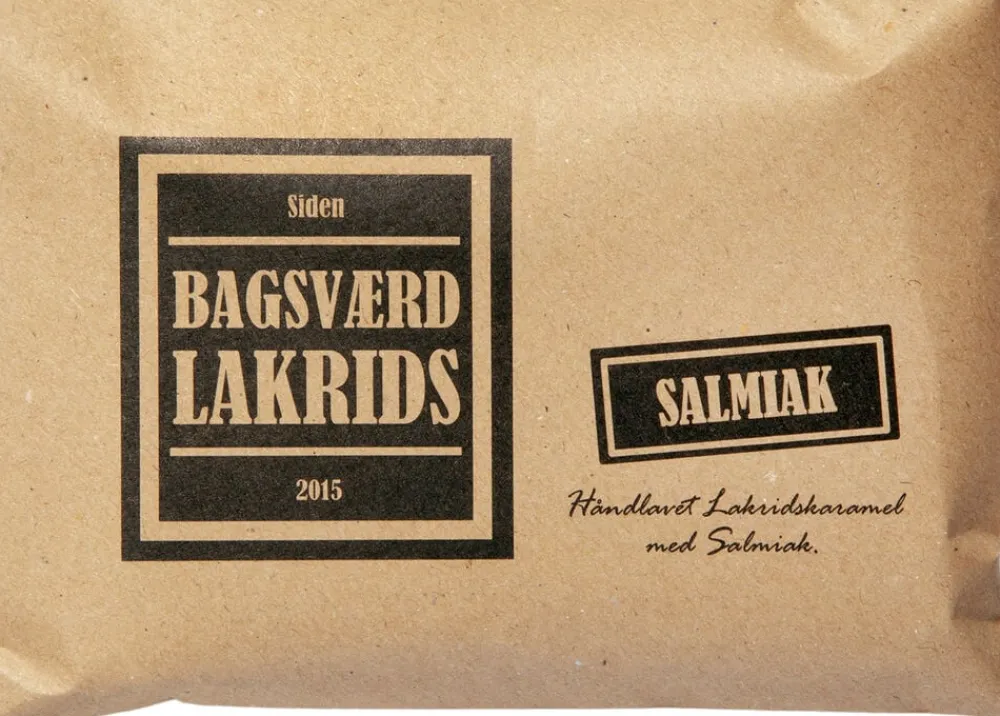 Siden
BAGSVÆRD
LAKRIDS
2015
SALMIAK
Håndlavet Lakridskaramel
med Salmiak.